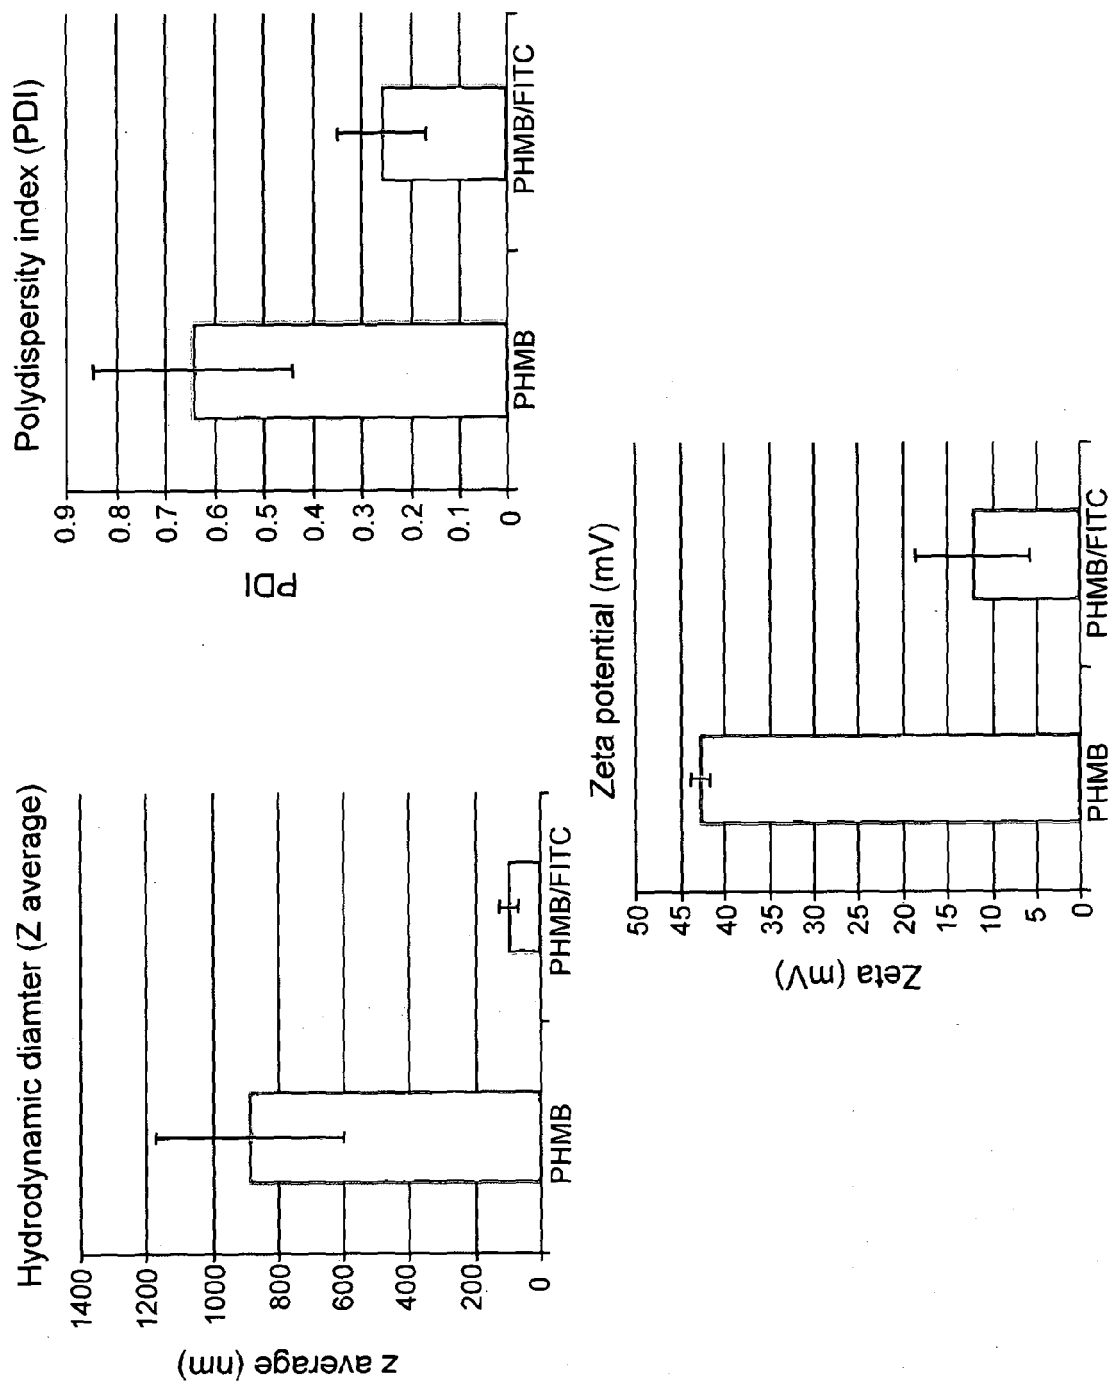 Hydrodynamic diamter (Z average)
z average (nm)
1400
1200
1000
800
600
400
200
0
PHMB
PHMB/FITC
Polydispersity index (PDI)
PDI
0.9
0.8
0.7
0.6
0.5
0.4
0.3
0.2
0.1
0
PHMB
PHMB/FITC
Zeta potential (mV)
Zeta (mV)
50
45
40
35
30
25
20
15
10
5
0
PHMB
PHMB/FITC